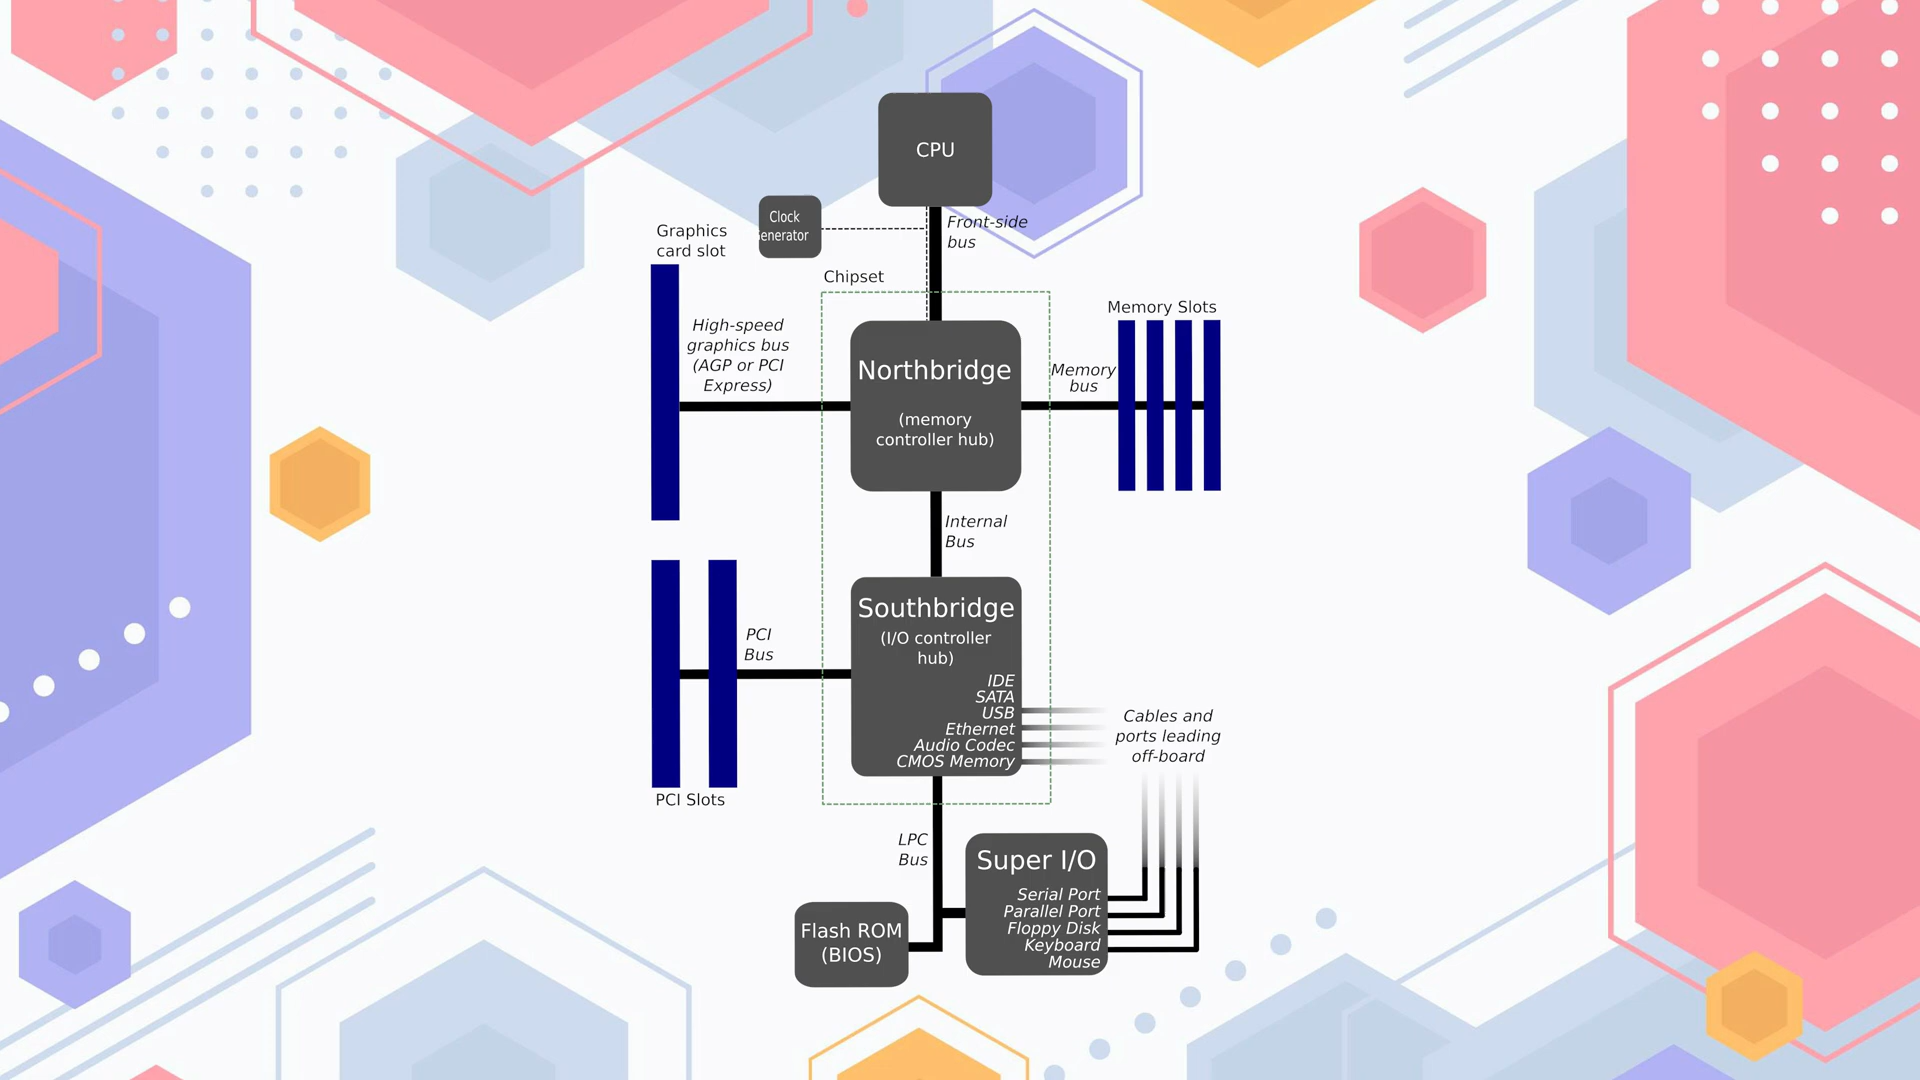 CPU
Clock
Generator
Front-side
bus
Graphics
card slot
Chipset
High-speed
graphics bus
(AGP or PCI
Express)
Northbridge
(memory
controller hub)
Memory Slots
Memory
bus
Internal
Bus
Southbridge
(I/O controller
hub)
IDE
SATA
USB
Ethernet
Audio Codec
CMOS Memory
PCI
Bus
PCI Slots
Cables and
ports leading
off-board
LPC
Bus
Super I/O
Serial Port
Parallel Port
Floppy Disk
Keyboard
Mouse
Flash ROM
(BIOS)